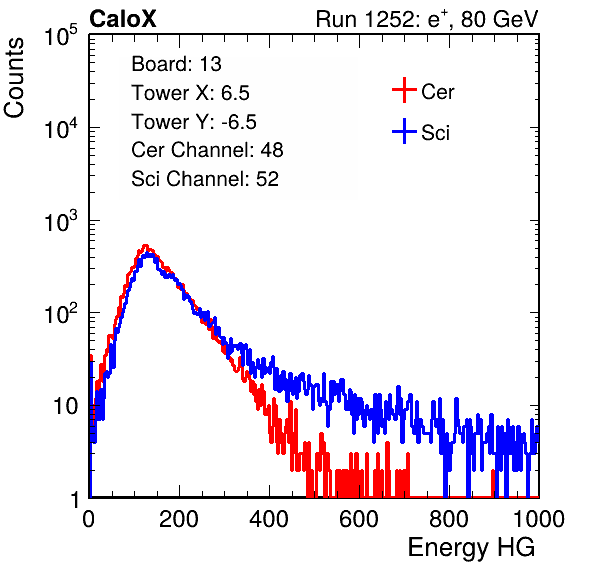 CaloX Run 1252: e⁺, 80 GeV
Counts
10⁵
10⁴
10³
10²
10
1
Board: 13
Tower X: 6.5
Tower Y: -6.5
Cer Channel: 48
Sci Channel: 52
Cer
Sci
0 200 400 600 800 1000
Energy HG